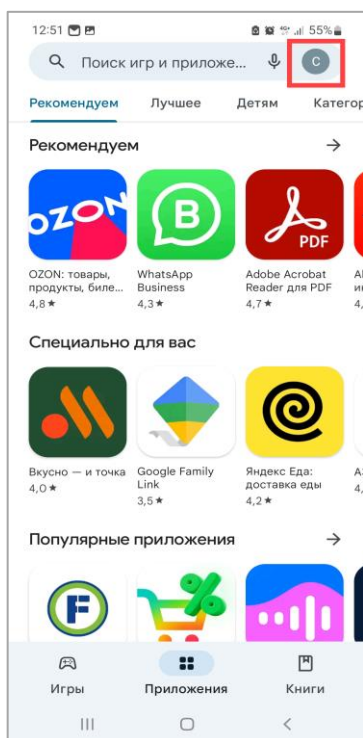 12:51 55%
Поиск игр и приложе... С
Рекомендуем Лучшее Детям Категор
Рекомендуем
OZON B PDF
OZON: товары, WhatsApp Adobe Acrobat
продукты, биле... Business Reader для PDF
4,8★ 4,3★ 4,7★ 4,
Специально для вас
Вкусно — и точка Google Family Яндекс Еда:
4,0★ Link доставка еды
3,5★ 4,2★
Популярные приложения
F %
Игры Приложения Книги